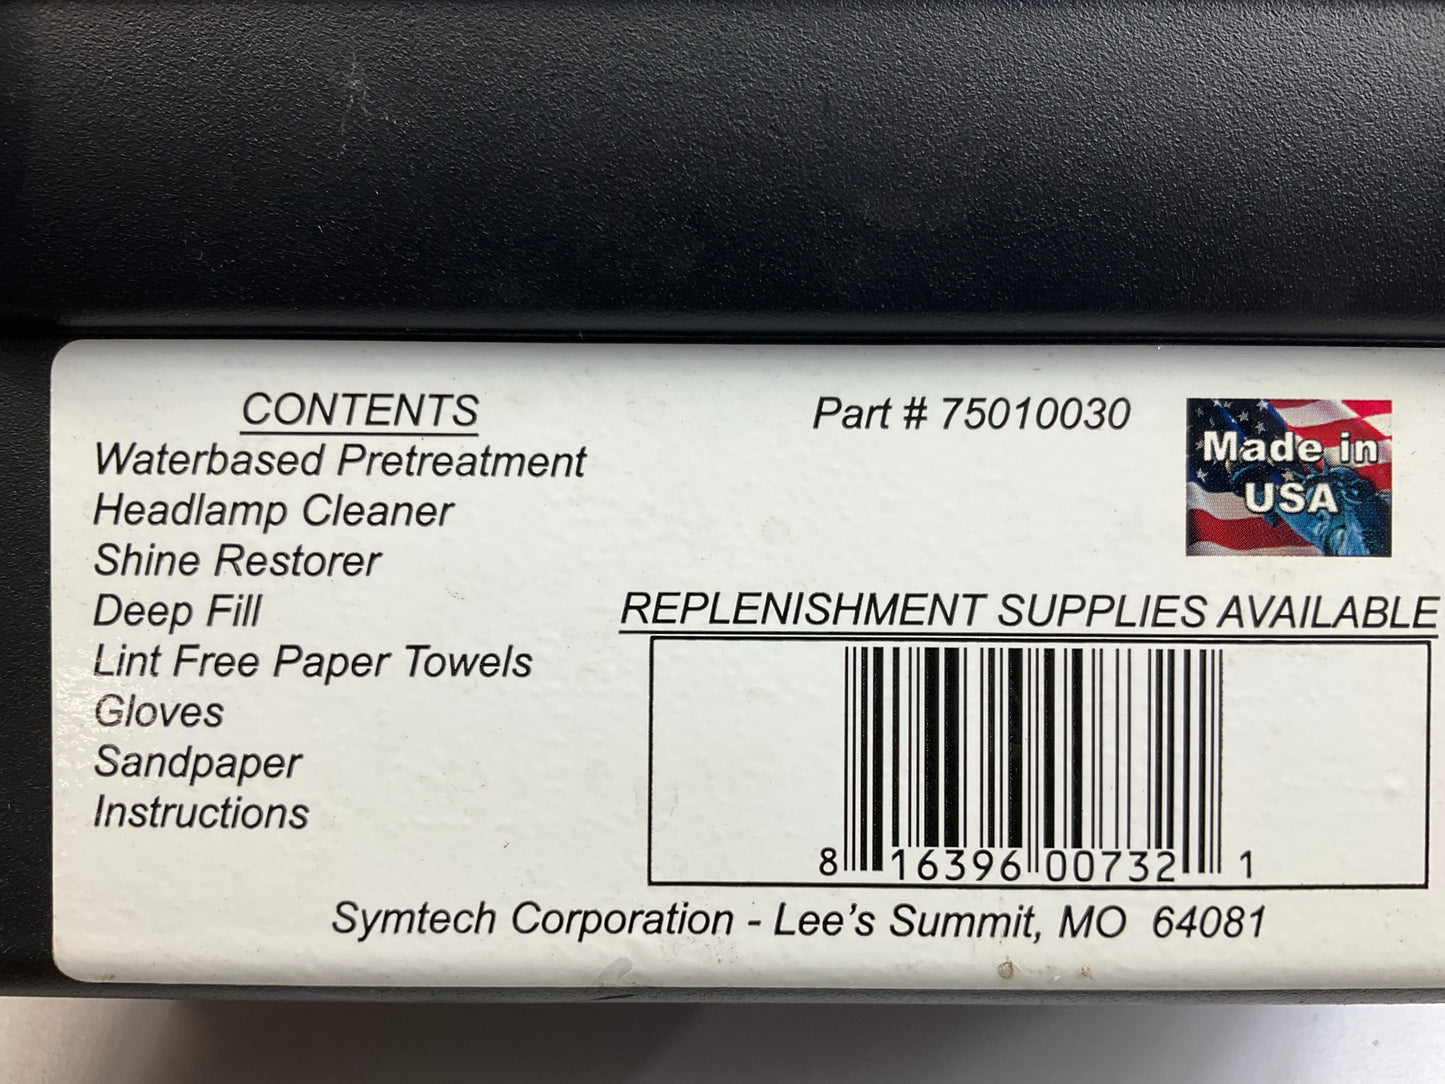 CONTENTS
Waterbased Pretreatment
Headlamp Cleaner
Shine Restorer
Deep Fill
Lint Free Paper Towels
Gloves
Sandpaper
Instructions
Part # 75010030
Made in
USA
REPLENISHMENT SUPPLIES AVAILABLE
8 16396 00732 1
Symtech Corporation - Lee's Summit, MO 64081